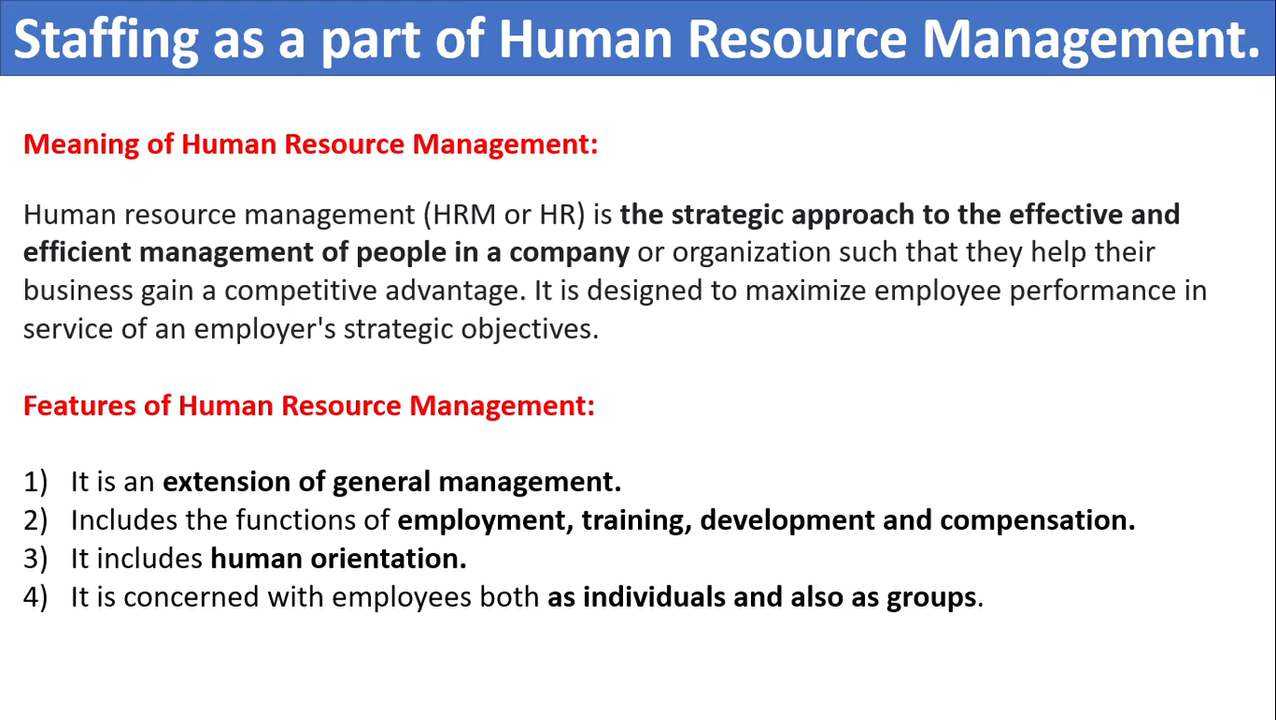 Staffing as a part of Human Resource Management.
Meaning of Human Resource Management:
Human resource management (HRM or HR) is the strategic approach to the effective and
efficient management of people in a company or organization such that they help their
business gain a competitive advantage. It is designed to maximize employee performance in
service of an employer's strategic objectives.
Features of Human Resource Management:
1) It is an extension of general management.
2) Includes the functions of employment, training, development and compensation.
3) It includes human orientation.
4) It is concerned with employees both as individuals and also as groups.